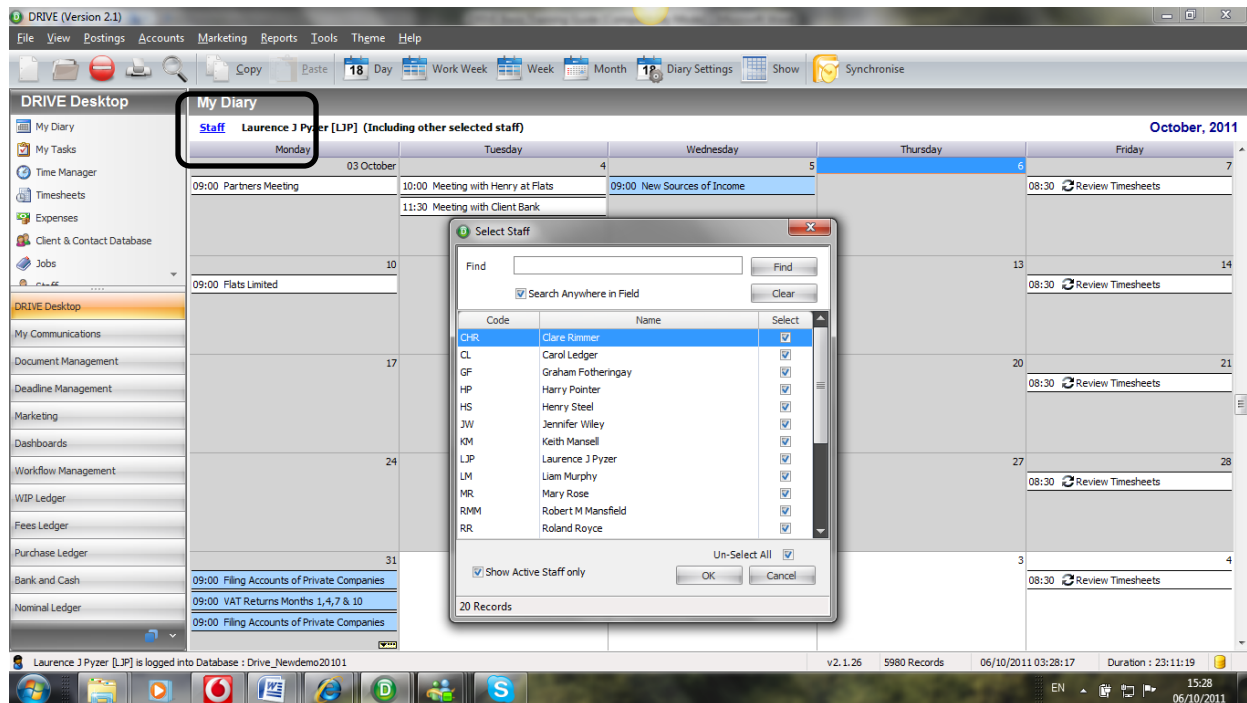 DRIVE (Version 2.1)
File View Postings Accounts Marketing Reports Tools Theme Help
Copy Paste 18 Day Work Week Week Month 18 Diary Settings Show Synchronise
DRIVE Desktop
My Diary
My Tasks
Time Manager
Timesheets
Expenses
Client & Contact Database
Jobs
DRIVE Desktop
My Communications
Document Management
Deadline Management
Marketing
Dashboards
Workflow Management
WIP Ledger
Fees Ledger
Purchase Ledger
Bank and Cash
Nominal Ledger
My Diary
Staff Laurence J Pyzer [LJP] (Including other selected staff) October, 2011
Monday Tuesday Wednesday Thursday Friday
03 October 4 5 6 7
09:00 Partners Meeting 10:00 Meeting with Henry at Flats 09:00 New Sources of Income 08:30 Review Timesheets
11:30 Meeting with Client Bank
10 13 14
09:00 Flats Limited 08:30 Review Timesheets
17 20 21
08:30 Review Timesheets
24 27 28
08:30 Review Timesheets
31 3 4
09:00 Filing Accounts of Private Companies 08:30 Review Timesheets
09:00 VAT Returns Months 1,4,7 & 10
09:00 Filing Accounts of Private Companies
Select Staff
Find Find
Search Anywhere in Field Clear
Code Name Select
CHR Clare Rimmer
CL Carol Ledger
GF Graham Fotheringay
HP Harry Pointer
HS Henry Steel
JW Jennifer Wiley
KM Keith Mansell
LJP Laurence J Pyzer
LM Liam Murphy
MR Mary Rose
RMM Robert M Mansfield
RR Roland Royce
Un-Select All
Show Active Staff only OK Cancel
20 Records
Laurence J Pyzer [LJP] is logged into Database : Drive_Newdemo20101 v2.1.26 5980 Records 06/10/2011 03:28:17 Duration : 23:11:19
EN 15:28
06/10/2011